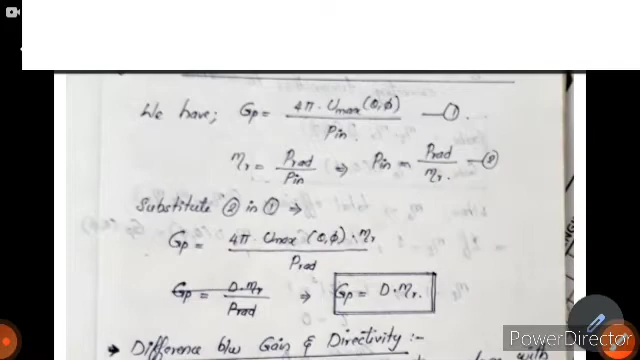 We have; Gp = 4π · Umax (θ,ϕ) / Pin. —①.
ηr = Prad / Pin ⇒ Pin = Prad / ηr. —②
Substitute ② in ① ⇒
Gp = 4π · Umax (θ,ϕ) · ηr / Prad
Gp = D·ηr / Prad ⇒ Gp = D·ηr.
→ Difference b/w Gain & Directivity :-
PowerDirector